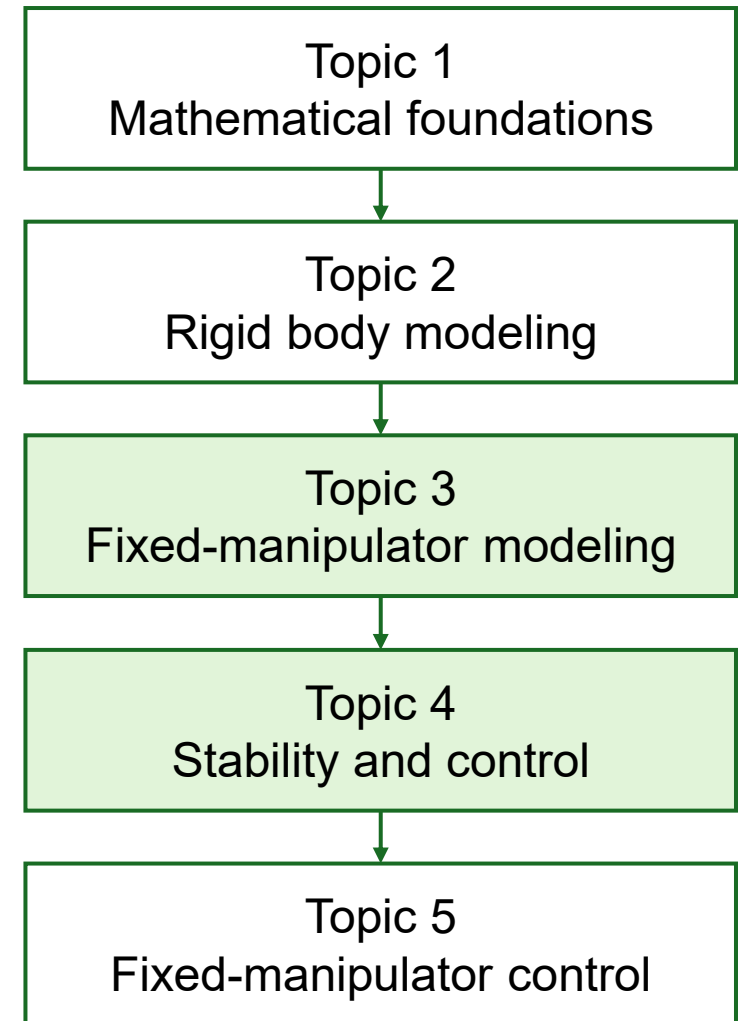 Topic 1
Mathematical foundations
Topic 2
Rigid body modeling
Topic 3
Fixed-manipulator modeling
Topic 4
Stability and control
Topic 5
Fixed-manipulator control